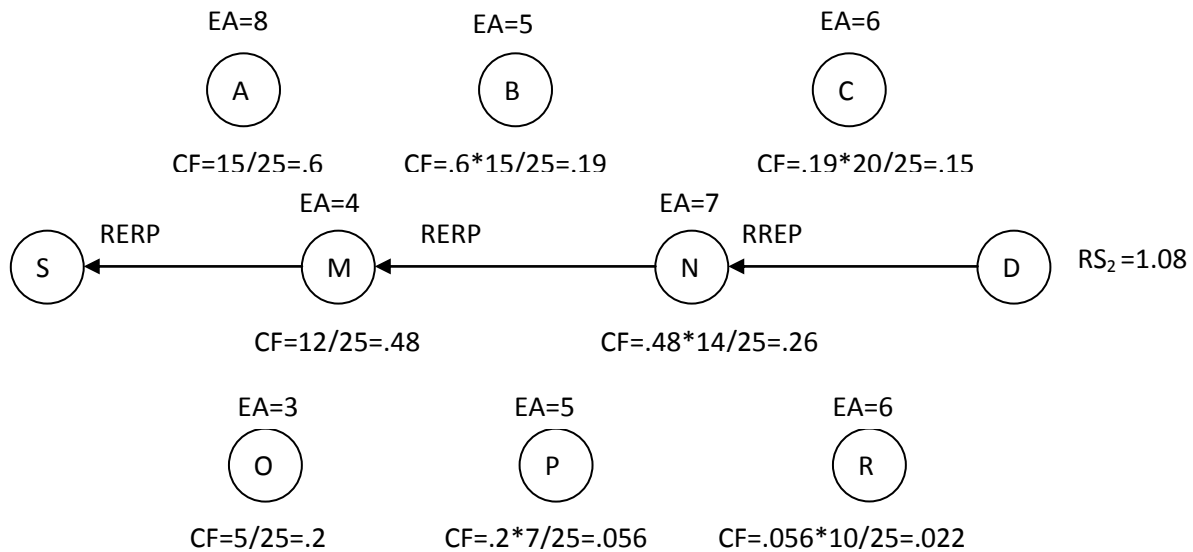 EA=8 EA=5 EA=6
A B C
CF=15/25=.6 CF=.6*15/25=.19 CF=.19*20/25=.15
EA=4 EA=7
RERP RERP RREP
S M N D RS₂ =1.08
CF=12/25=.48 CF=.48*14/25=.26
EA=3 EA=5 EA=6
O P R
CF=5/25=.2 CF=.2*7/25=.056 CF=.056*10/25=.022